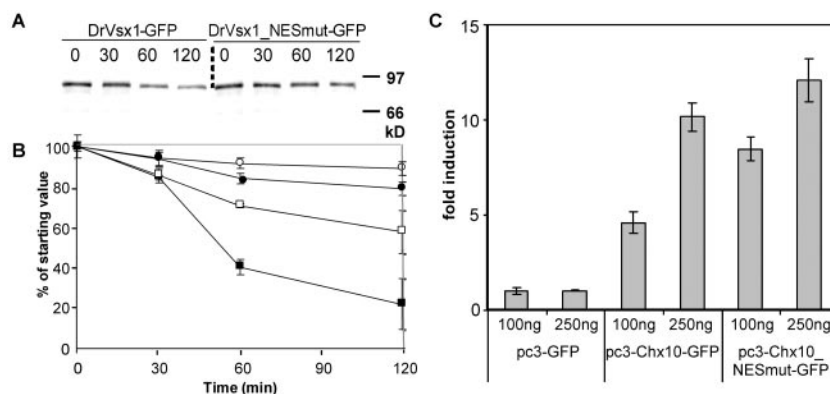 A
DrVsx1-GFP DrVsx1_NESmut-GFP
0 30 60 120 0 30 60 120
97
66
kD
B
100
80
60
40
20
0
% of starting value
0 30 60 90 120
Time (min)
C
15
10
5
0
fold induction
100ng 250ng 100ng 250ng 100ng 250ng
pc3-GFP pc3-Chx10-GFP pc3-Chx10_
NESmut-GFP